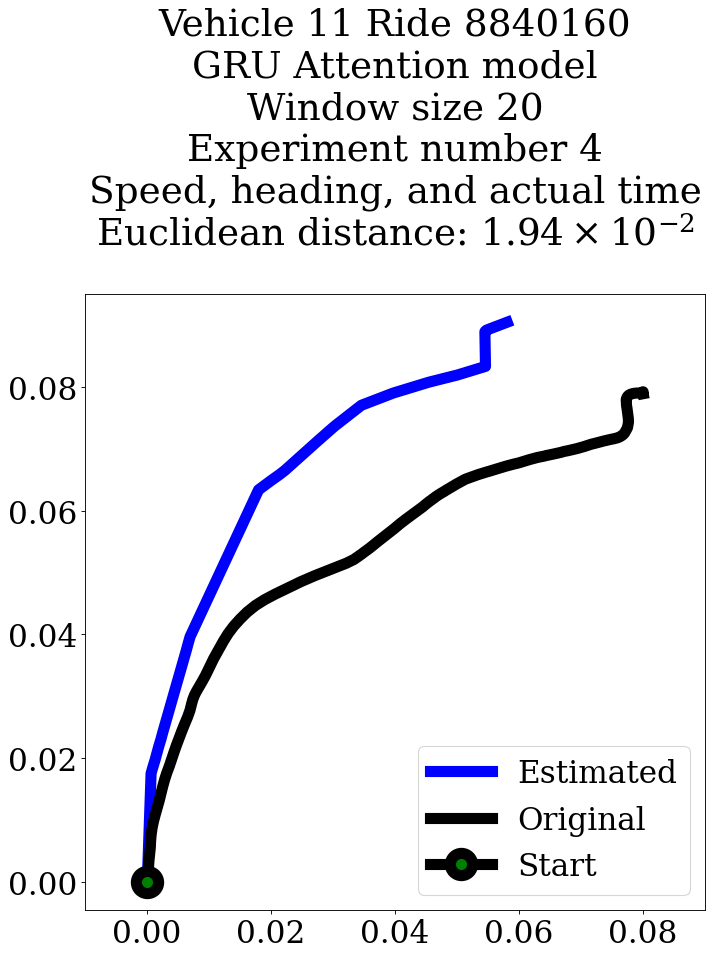 Vehicle 11 Ride 8840160
GRU Attention model
Window size 20
Experiment number 4
Speed, heading, and actual time
Euclidean distance: 1.94 × 10⁻²
0.08
0.06
0.04
0.02
0.00
Estimated
Original
Start
0.00 0.02 0.04 0.06 0.08